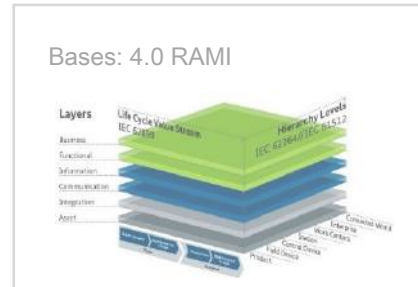 Bases: 4.0 RAMI
Layers
Life Cycle Value Stream
IEC 62890
Hierarchy Levels
IEC 62264//IEC 61512
Business
Functional
Information
Communication
Integration
Asset
Connected World
Enterprise
Work Centers
Station
Control Device
Field Device
Product